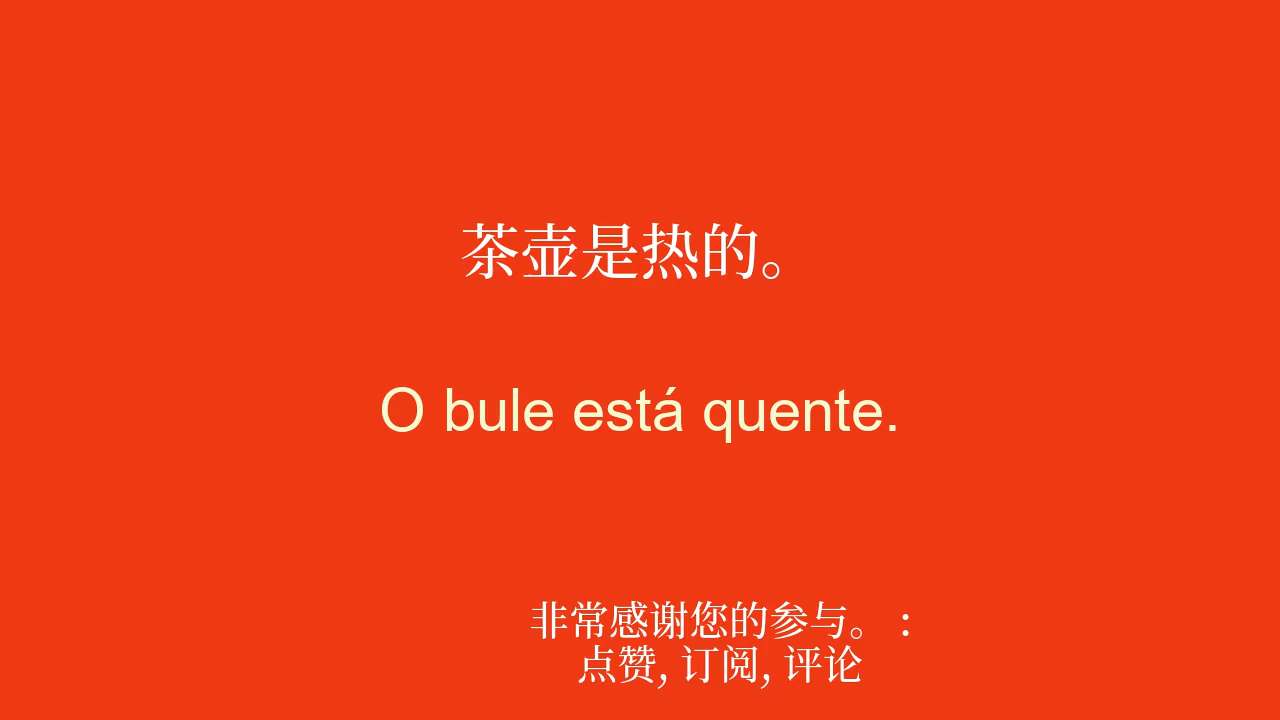 茶壶是热的。
O bule está quente.
非常感谢您的参与。 :
点赞, 订阅, 评论